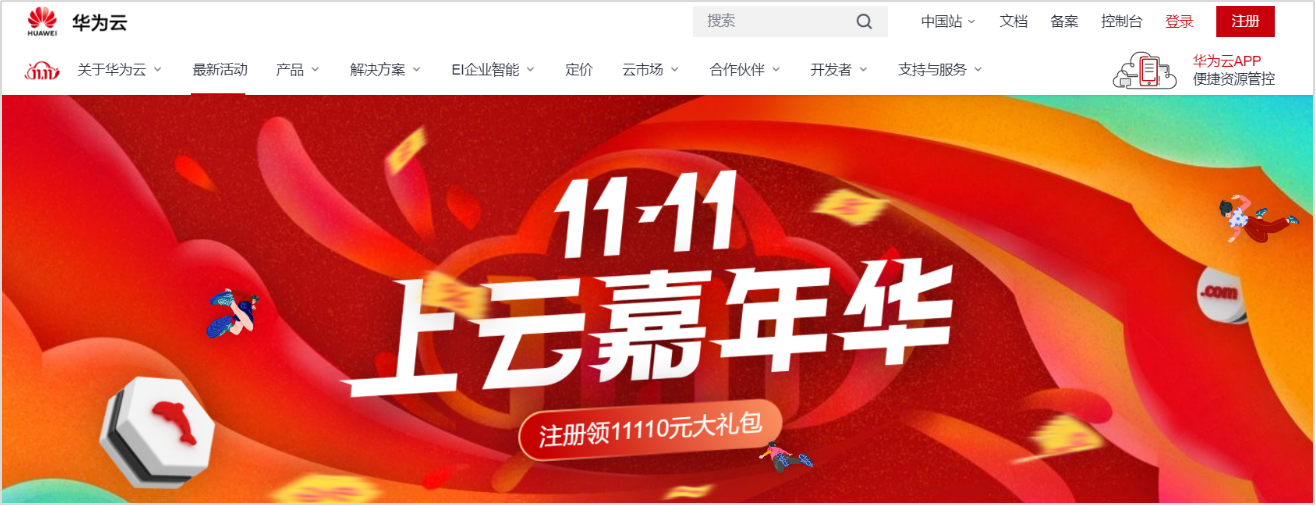 HUAWEI
华为云
搜索
中国站
文档
备案
控制台
登录
注册
11.11
关于华为云
最新活动
产品
解决方案
EI企业智能
定价
云市场
合作伙伴
开发者
支持与服务
华为云APP
便捷资源管控
11·11
上云嘉年华
注册领11110元大礼包
.com